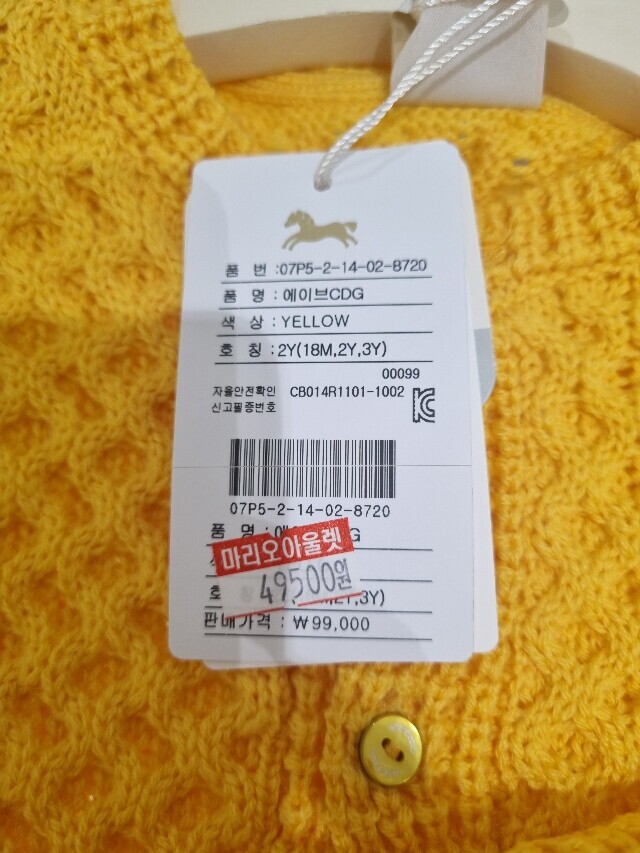 품 번 :07P5-2-14-02-8720
품 명 : 에이브CDG
색 상 : YELLOW
호 칭 : 2Y(18M,2Y,3Y)
00099
자율안전확인 CB014R1101-1002
신고필증번호
07P5-2-14-02-8720
품 명
마리오아울렛
49500원
호 ,3Y)
판매가격 : ₩99,000